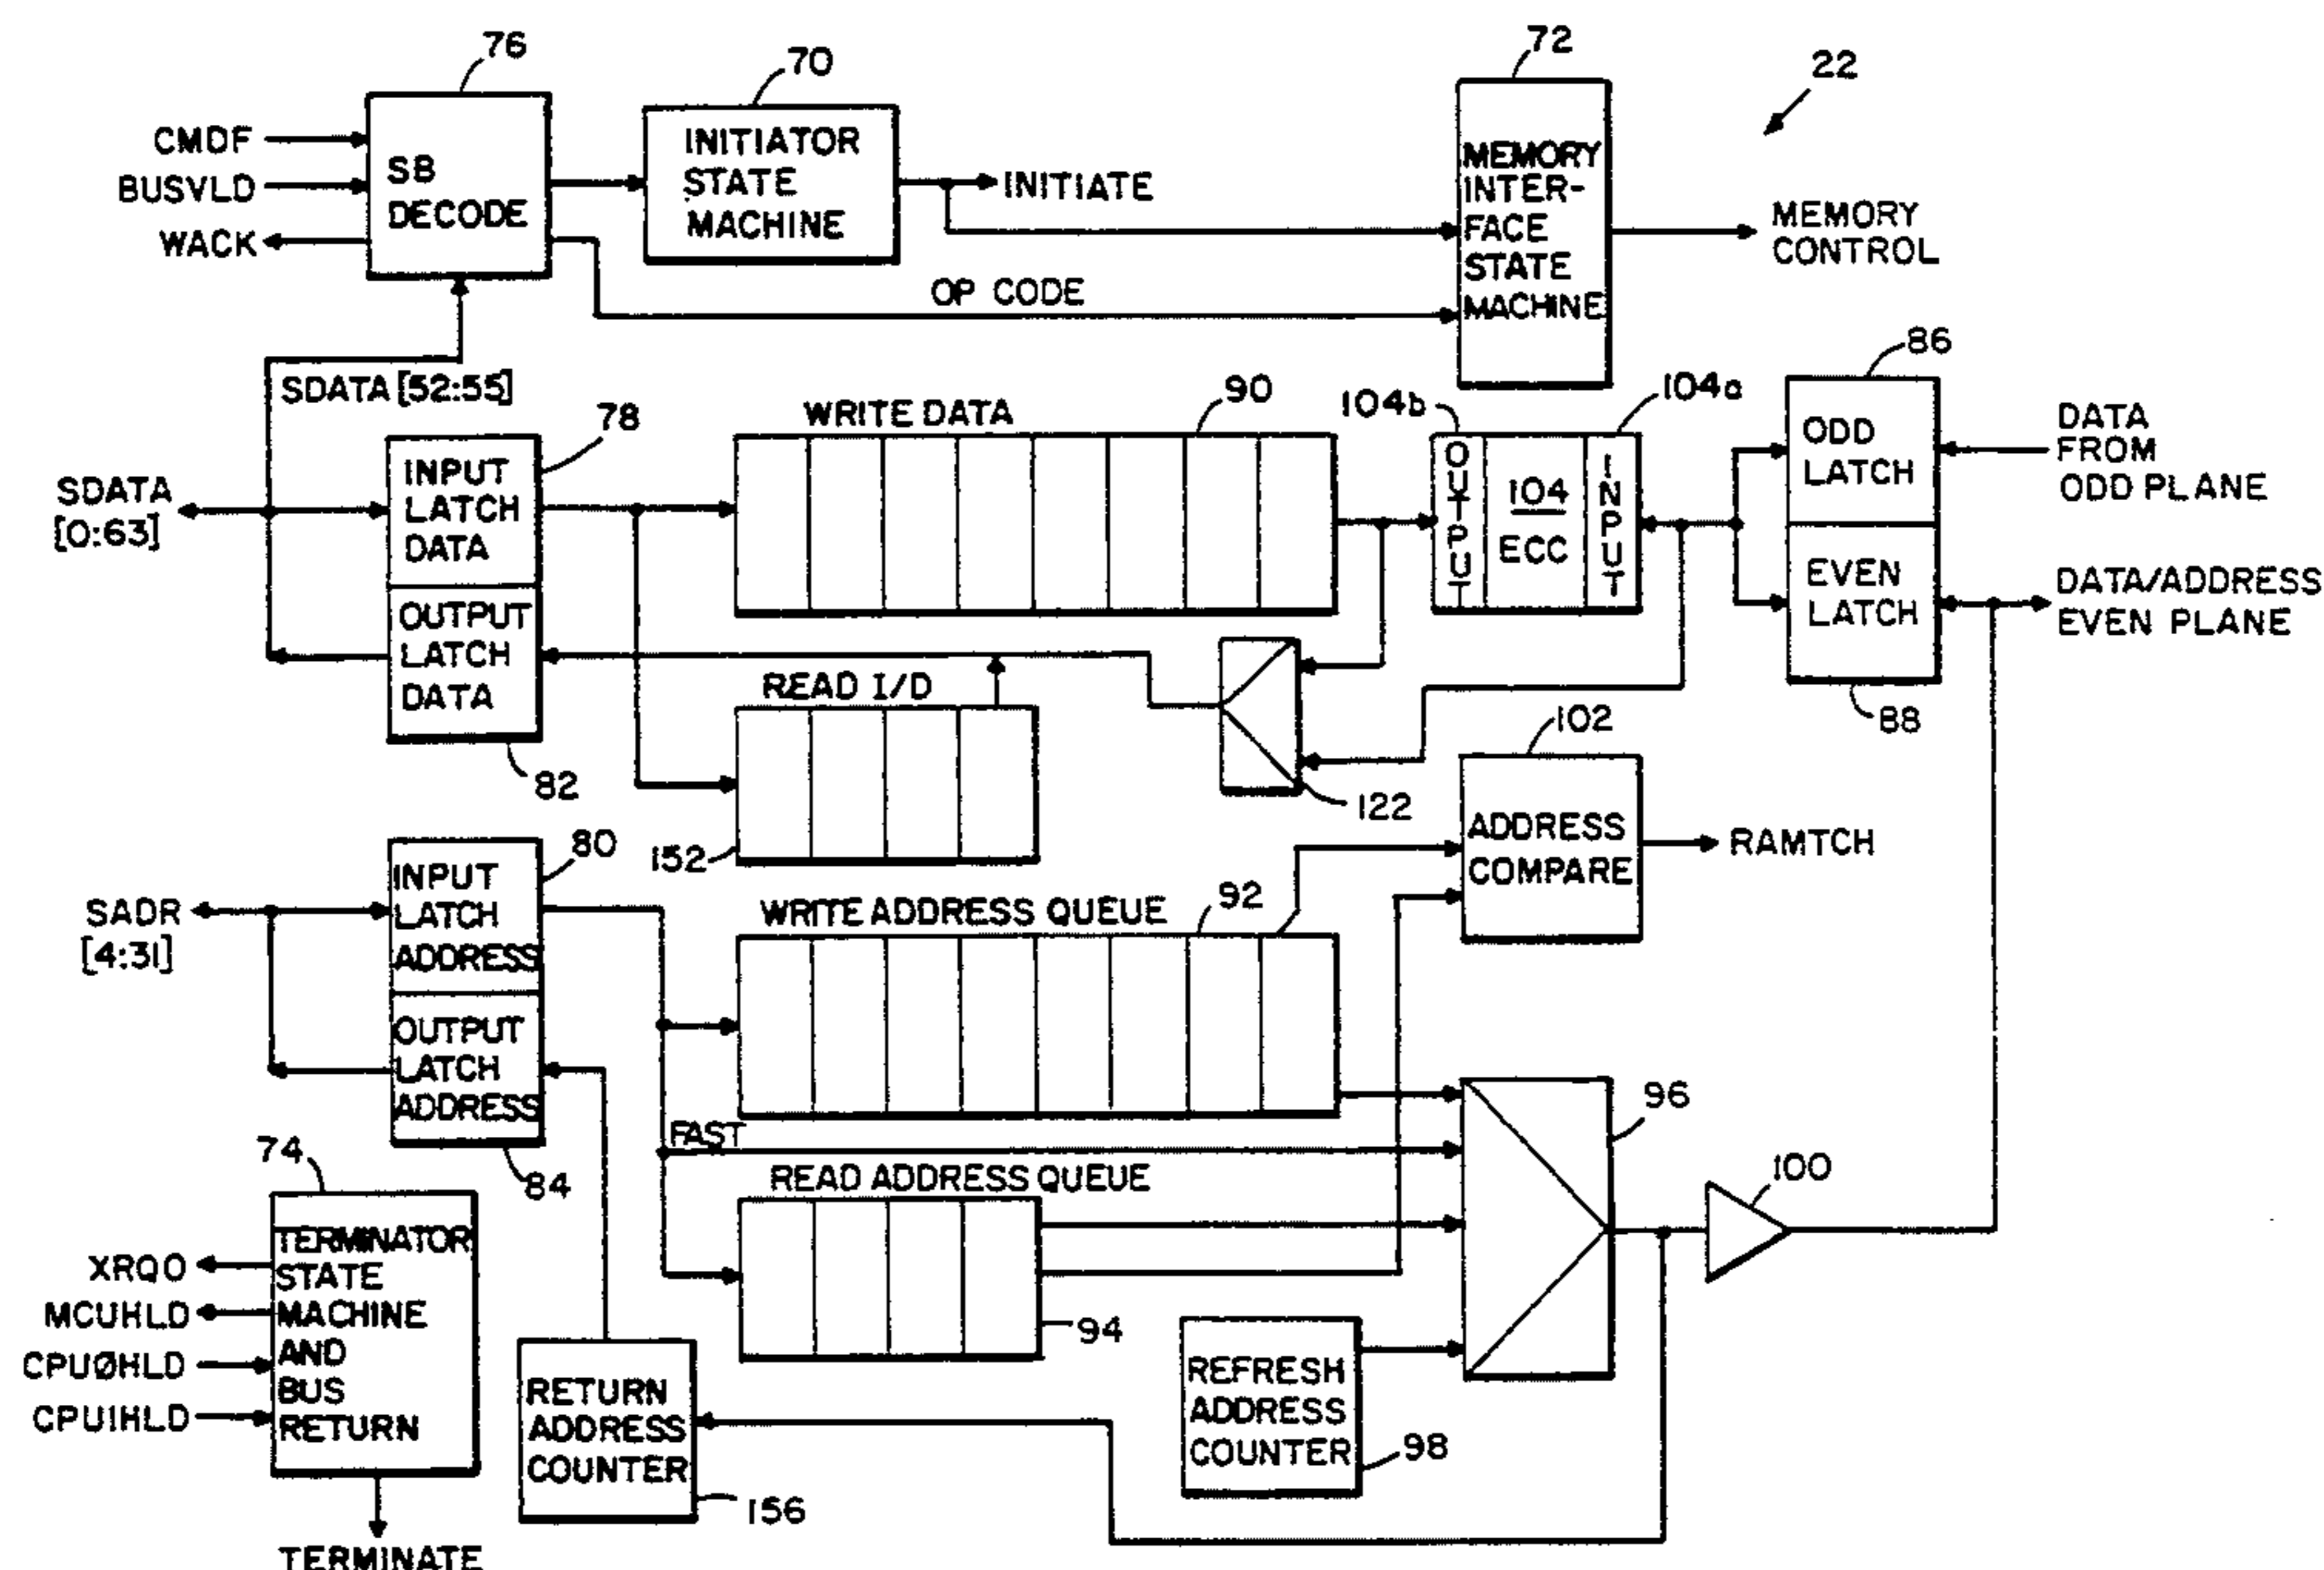 76
70
72
22
CMDF
BUSVLD
WACK
SB
DECODE
INITIATOR
STATE
MACHINE
INITIATE
MEMORY
INTER-
FACE
STATE
MACHINE
MEMORY
CONTROL
OP CODE
SDATA [52:55]
78
WRITE DATA
90
104b
104a
86
SDATA
[0:63]
INPUT
LATCH
DATA
OUTPUT
104
ECC
INPUT
ODD
LATCH
DATA
FROM
ODD PLANE
EVEN
LATCH
DATA/ADDRESS
EVEN PLANE
OUTPUT
LATCH
DATA
READ I/D
88
82
152
122
102
ADDRESS
COMPARE
RAMTCH
80
SADR
[4:31]
INPUT
LATCH
ADDRESS
WRITE ADDRESS QUEUE
92
OUTPUT
LATCH
ADDRESS
84
FAST
96
READ ADDRESS QUEUE
100
94
74
XRQO
MCUHLD
CPUØHLD
CPU1HLD
TERMINATOR
STATE
MACHINE
AND
BUS
RETURN
TERMINATE
RETURN
ADDRESS
COUNTER
156
REFRESH
ADDRESS
COUNTER
98